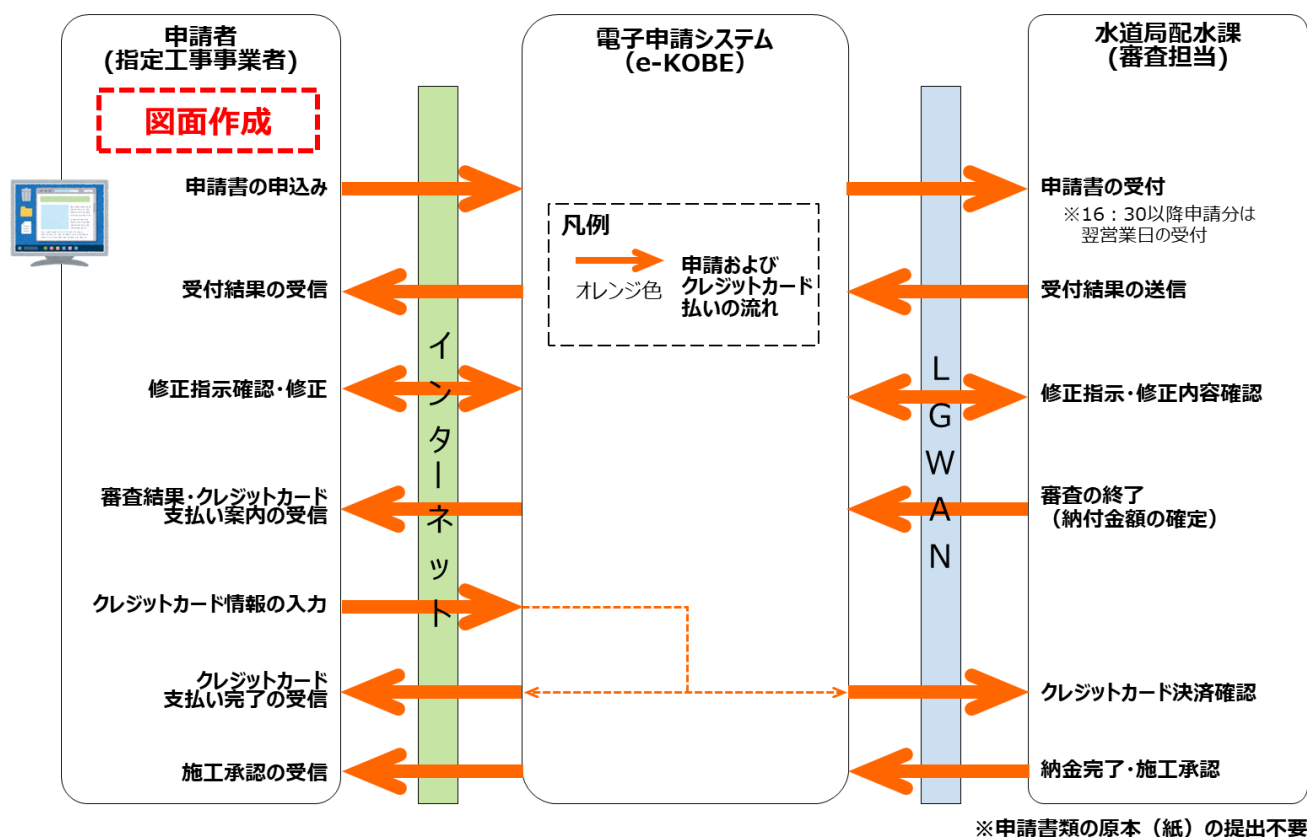 申請者
(指定工事事業者)
図面作成
申請書の申込み
受付結果の受信
修正指示確認・修正
審査結果・クレジットカード
支払い案内の受信
クレジットカード情報の入力
クレジットカード
支払い完了の受信
施工承認の受信
インターネット
電子申請システム
（e-KOBE）
凡例
オレンジ色
申請および
クレジットカード
払いの流れ
LGWAN
水道局配水課
(審査担当)
申請書の受付
※16：30以降申請分は
翌営業日の受付
受付結果の送信
修正指示・修正内容確認
審査の終了
（納付金額の確定）
クレジットカード決済確認
納金完了・施工承認
※申請書類の原本（紙）の提出不要